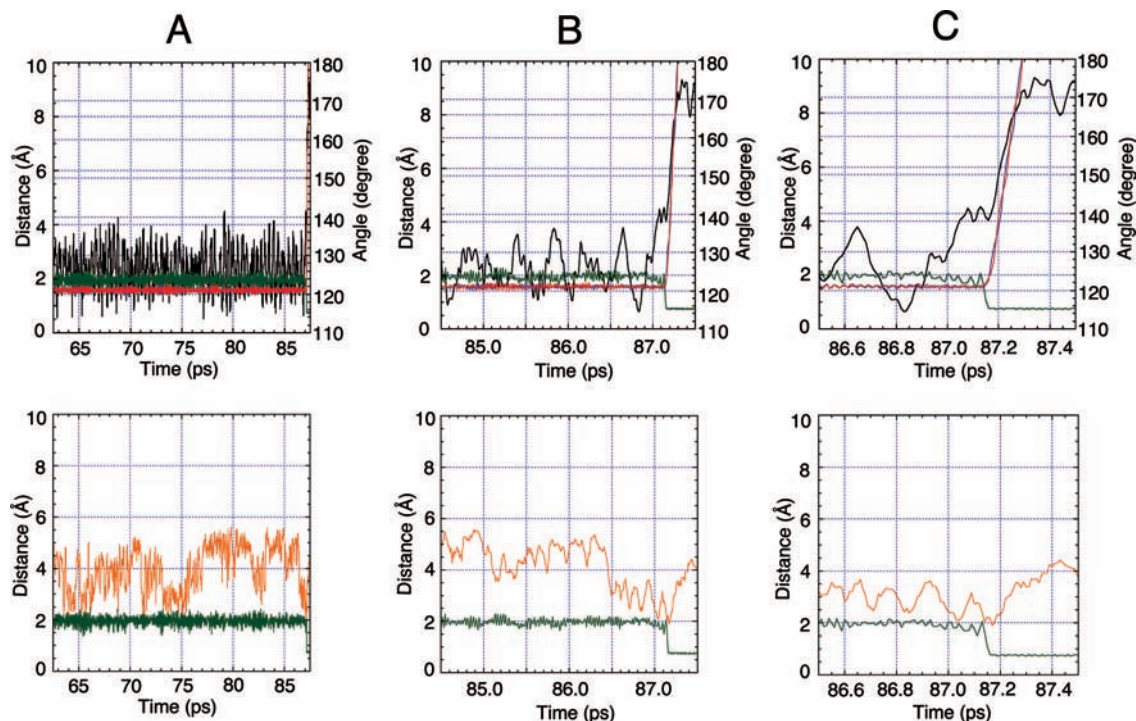 A
B
C
10
8
6
4
2
0
Distance (Å)
180
170
160
150
140
130
120
110
Angle (degree)
65 70 75 80 85
Time (ps)
10
8
6
4
2
0
Distance (Å)
180
170
160
150
140
130
120
110
Angle (degree)
85.0 86.0 87.0
Time (ps)
10
8
6
4
2
0
Distance (Å)
180
170
160
150
140
130
120
110
Angle (degree)
86.6 86.8 87.0 87.2 87.4
Time (ps)
10
8
6
4
2
0
Distance (Å)
65 70 75 80 85
Time (ps)
10
8
6
4
2
0
Distance (Å)
85.0 86.0 87.0
Time (ps)
10
8
6
4
2
0
Distance (Å)
86.6 86.8 87.0 87.2 87.4
Time (ps)